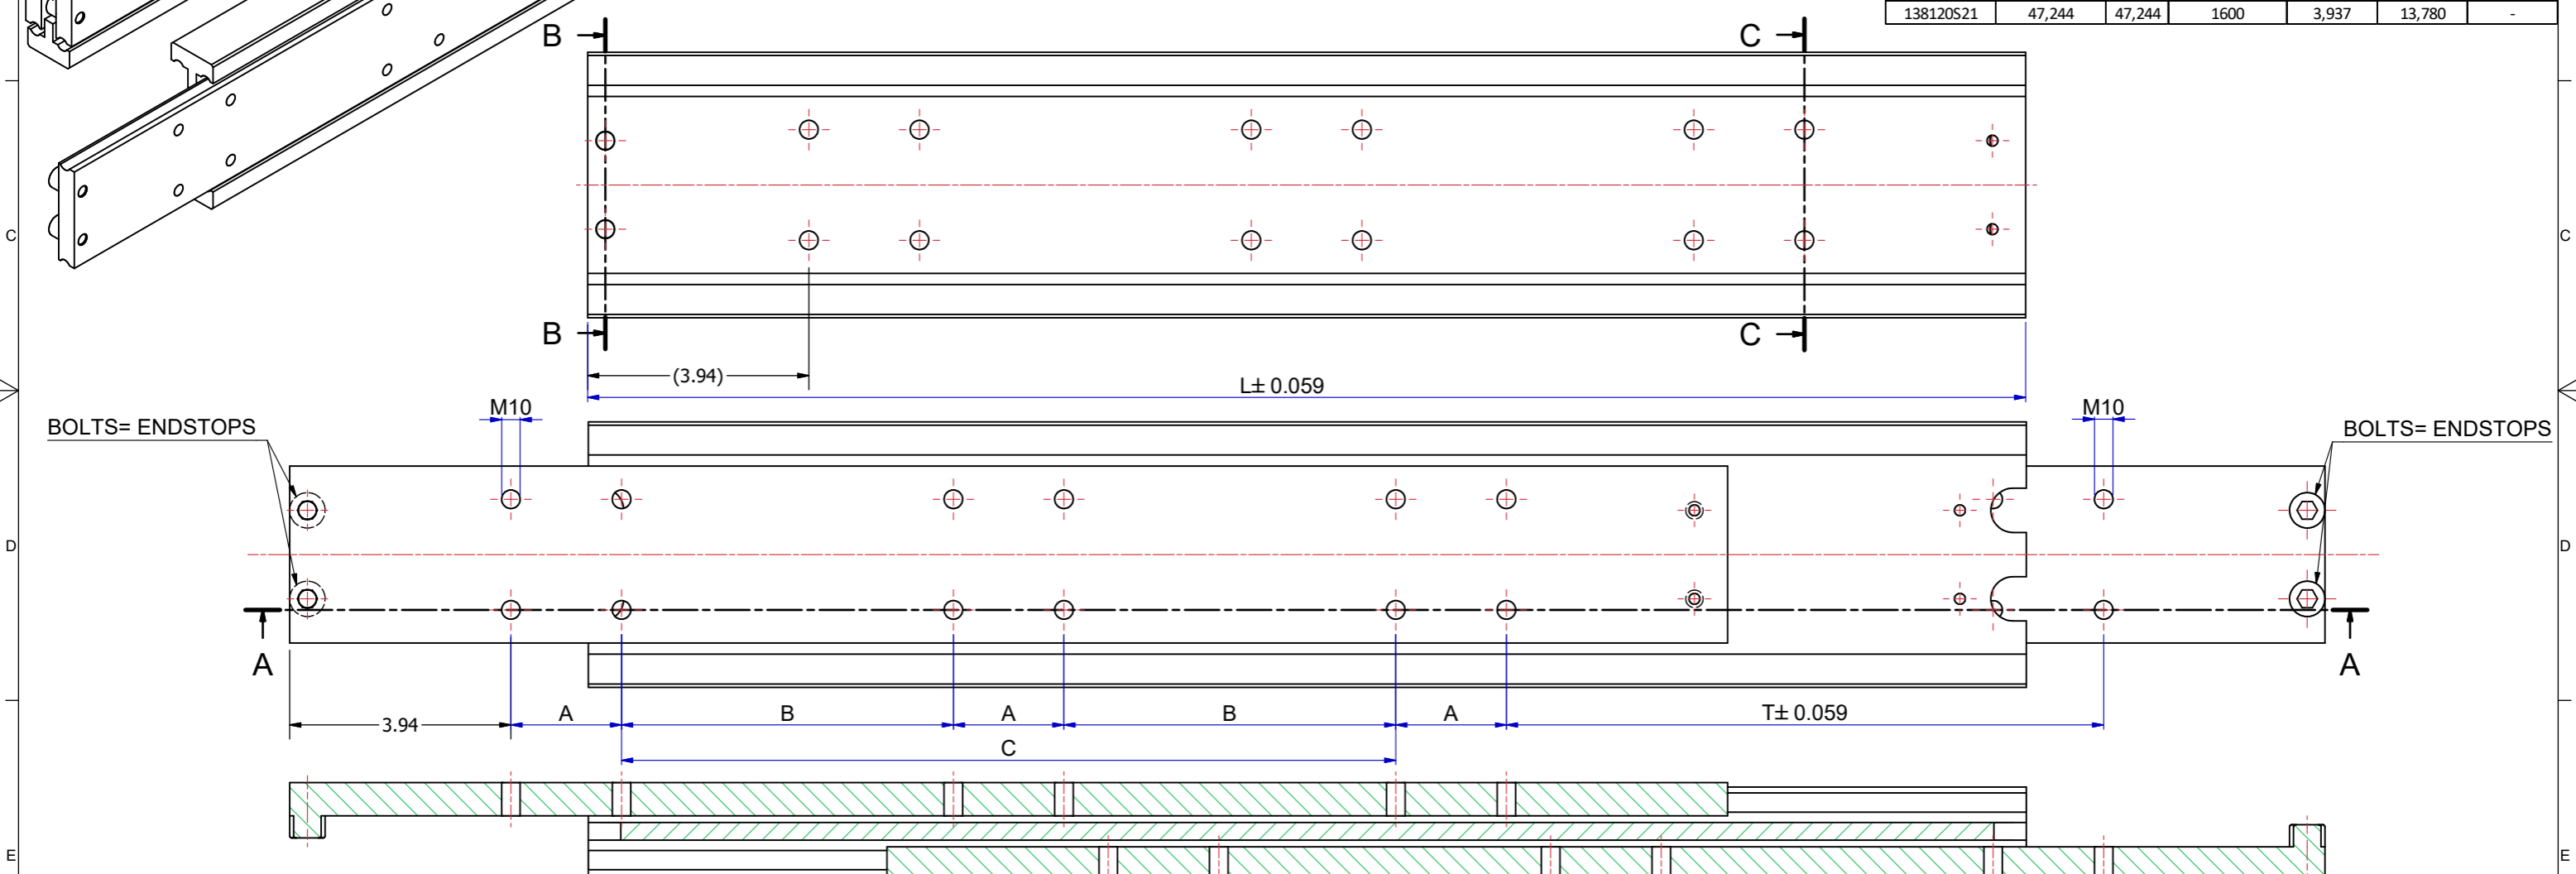 138120S21 47,244 47,244 1600 3,937 13,780 -
B C
C C
B C
(3.94)
L± 0.059
M10 M10
BOLTS= ENDSTOPS BOLTS= ENDSTOPS
D D
A A
3.94 A B A B A T± 0.059
C
E E